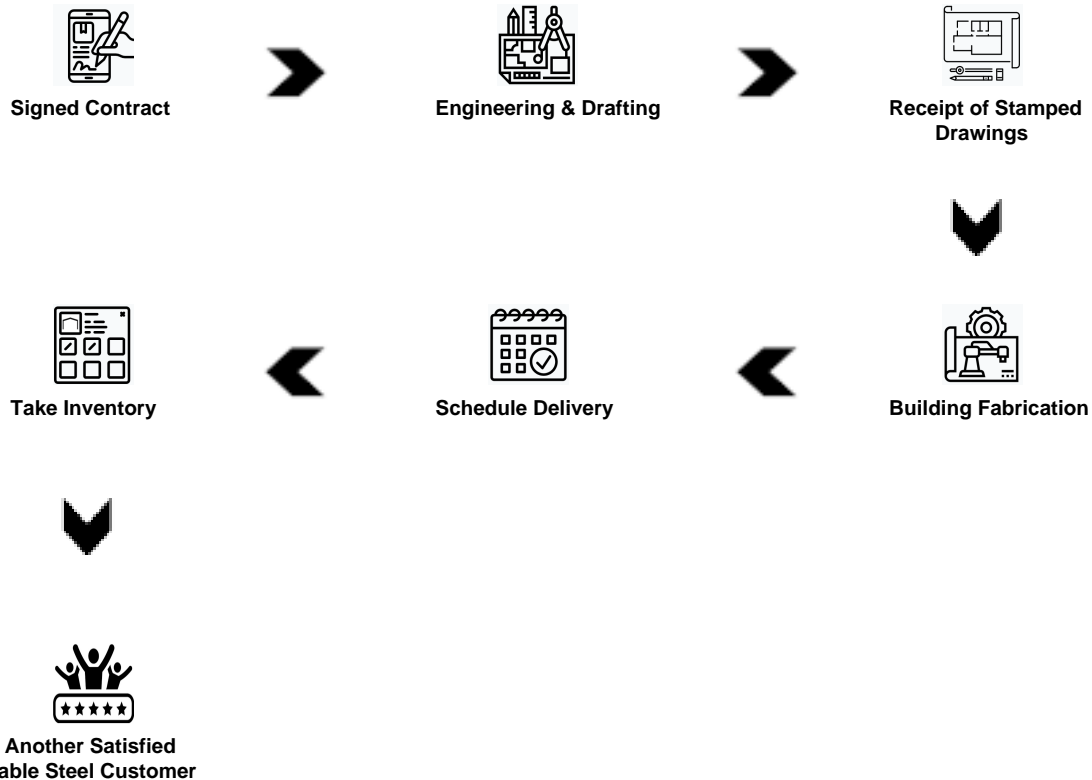 Signed Contract
Engineering & Drafting
Receipt of Stamped
Drawings
Building Fabrication
Schedule Delivery
Take Inventory
Another Satisfied
Steel Customer